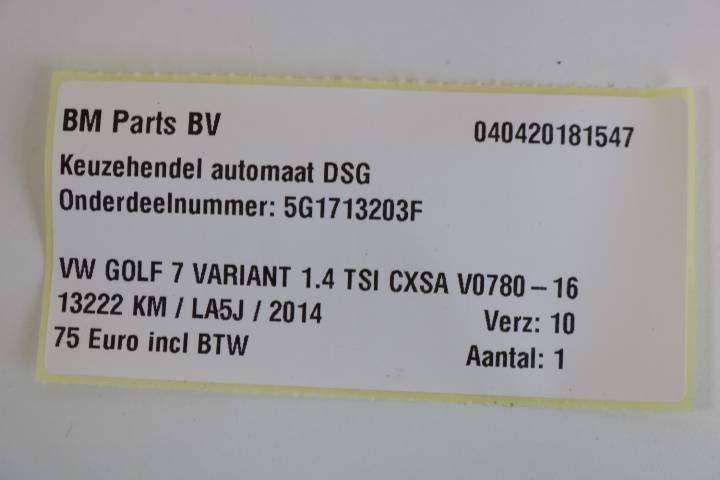 BM Parts BV 040420181547
Keuzehendel automaat DSG
Onderdeelnummer: 5G1713203F
VW GOLF 7 VARIANT 1.4 TSI CXSA V0780-16
13222 KM / LA5J / 2014 Verz: 10
75 Euro incl BTW Aantal: 1